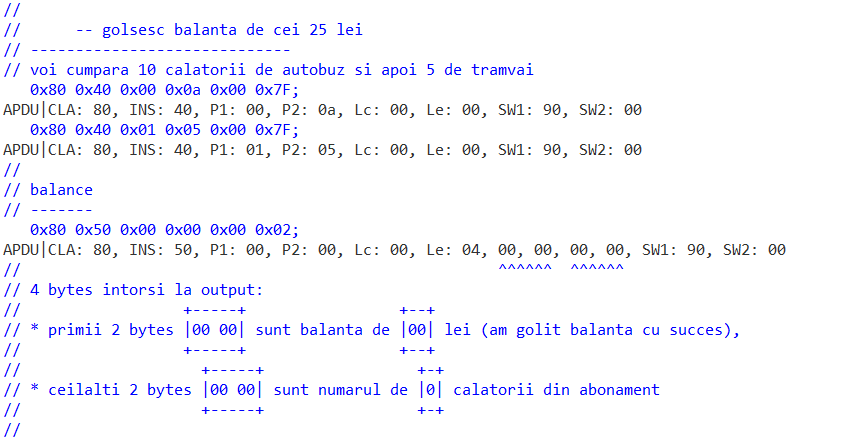 //
//      -- golsesc balanta de cei 25 lei
// -----------------------------
// voi cumpara 10 calatorii de autobuz si apoi 5 de tramvai
   0x80 0x40 0x00 0x0a 0x00 0x7F;
APDU|CLA: 80, INS: 40, P1: 00, P2: 0a, Lc: 00, Le: 00, SW1: 90, SW2: 00
   0x80 0x40 0x01 0x05 0x00 0x7F;
APDU|CLA: 80, INS: 40, P1: 01, P2: 05, Lc: 00, Le: 00, SW1: 90, SW2: 00
//
// balance
// -------
   0x80 0x50 0x00 0x00 0x00 0x02;
APDU|CLA: 80, INS: 50, P1: 00, P2: 00, Lc: 00, Le: 04, 00, 00, 00, 00, SW1: 90, SW2: 00
//                                                     ^^^^^^  ^^^^^^
// 4 bytes intorsi la output:
//                  +-----+                 +--+
// * primii 2 bytes |00 00| sunt balanta de |00| lei (am golit balanta cu succes),
//                  +-----+                 +--+
//                    +-----+                 +-+
// * ceilalti 2 bytes |00 00| sunt numarul de |0| calatorii din abonament
//                    +-----+                 +-+
//